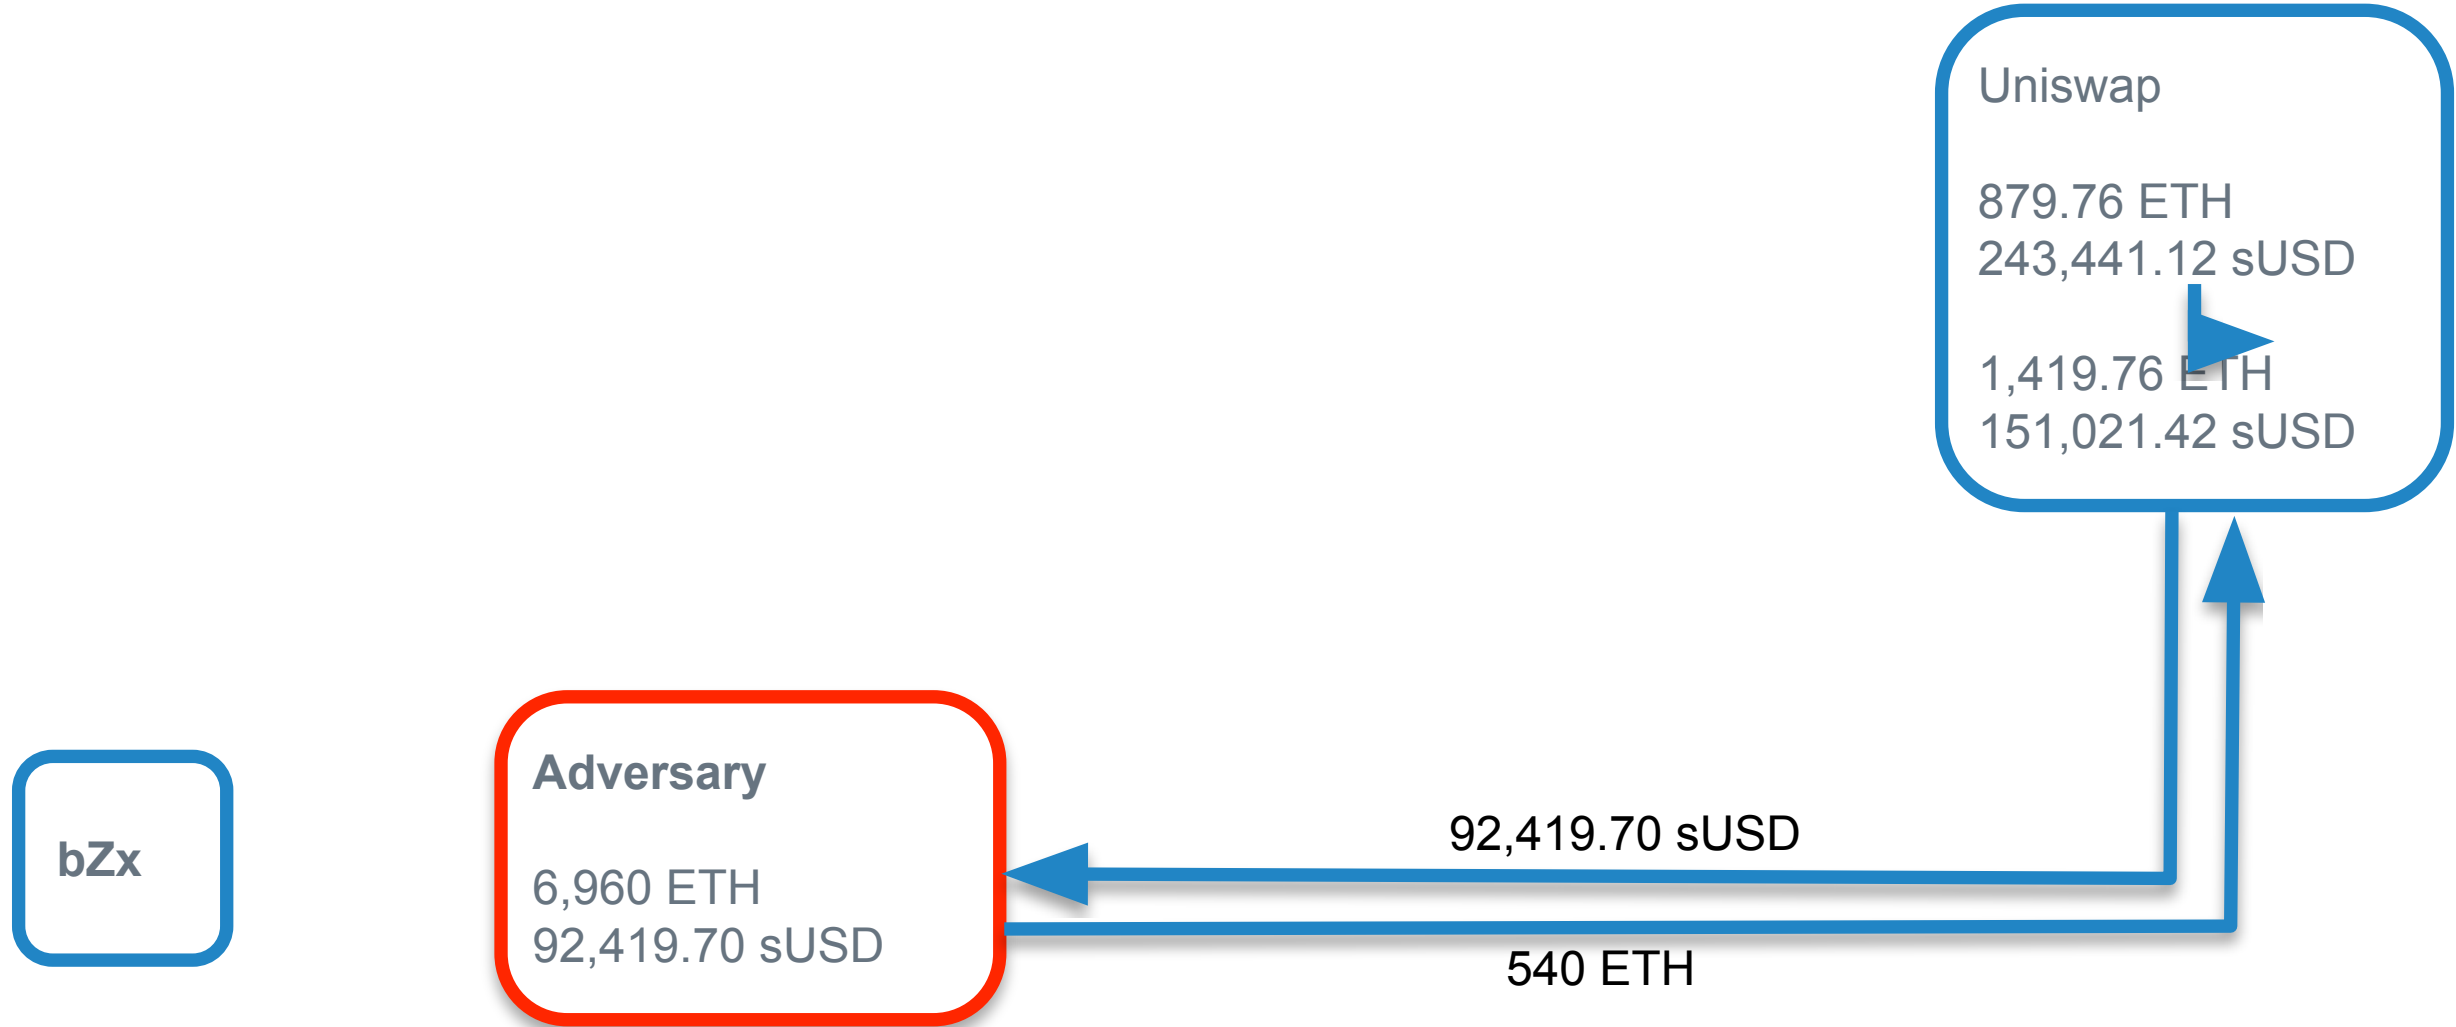 Uniswap
879.76 ETH
243,441.12 sUSD
1,419.76 ETH
151,021.42 sUSD
Adversary
6,960 ETH
92,419.70 sUSD
bZx
92,419.70 sUSD
540 ETH